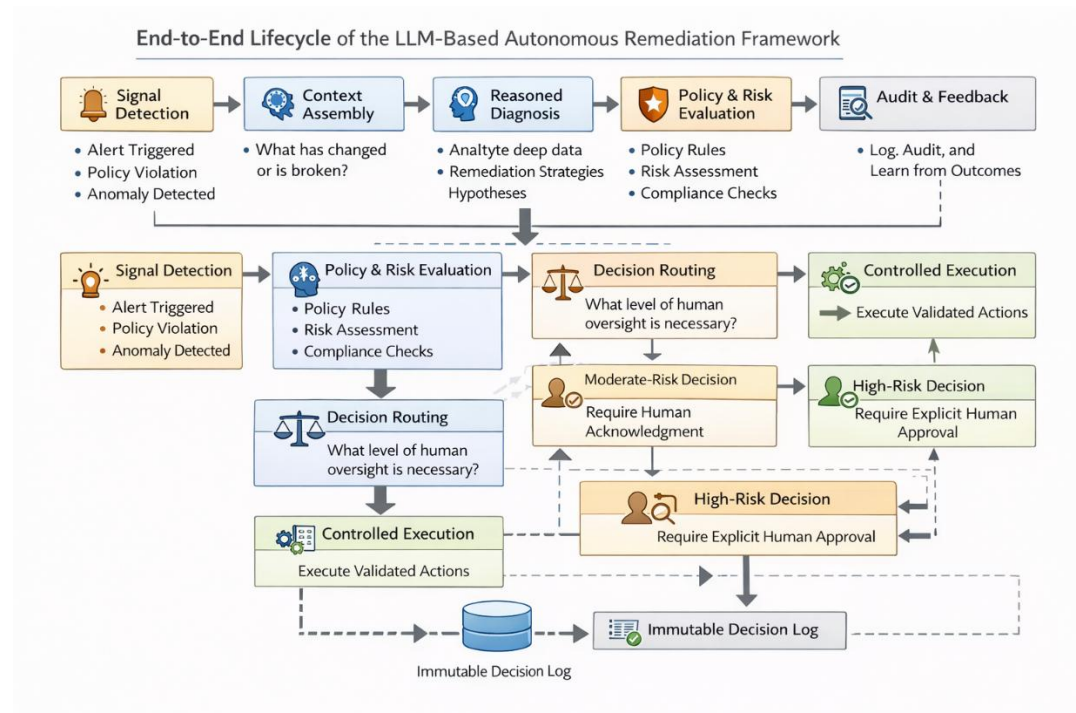 End-to-End Lifecycle of the LLM-Based Autonomous Remediation Framework
Signal
Detection
• Alert Triggered
• Policy Violation
• Anomaly Detected
Context
Assembly
• What has changed
or is broken?
Reasoned
Diagnosis
• Analtyte deep data
• Remediation Strategies
Hypotheses
Policy & Risk
Evaluation
• Policy Rules
• Risk Assessment
• Compliance Checks
Audit & Feedback
• Log. Audit, and
Learn from Outcomes
Signal Detection
• Alert Triggered
• Policy Violation
• Anomaly Detected
Policy & Risk Evaluation
• Policy Rules
• Risk Assessment
• Compliance Checks
Decision Routing
What level of human
oversight is necessary?
Controlled Execution
Execute Validated Actions
Moderate-Risk Decision
Require Human
Acknowledgment
High-Risk Decision
Require Explicit Human
Approval
Decision Routing
What level of human
oversight is necessary?
High-Risk Decision
Require Explicit Human Approval
Controlled Execution
Execute Validated Actions
Immutable Decision Log
Immutable Decision Log